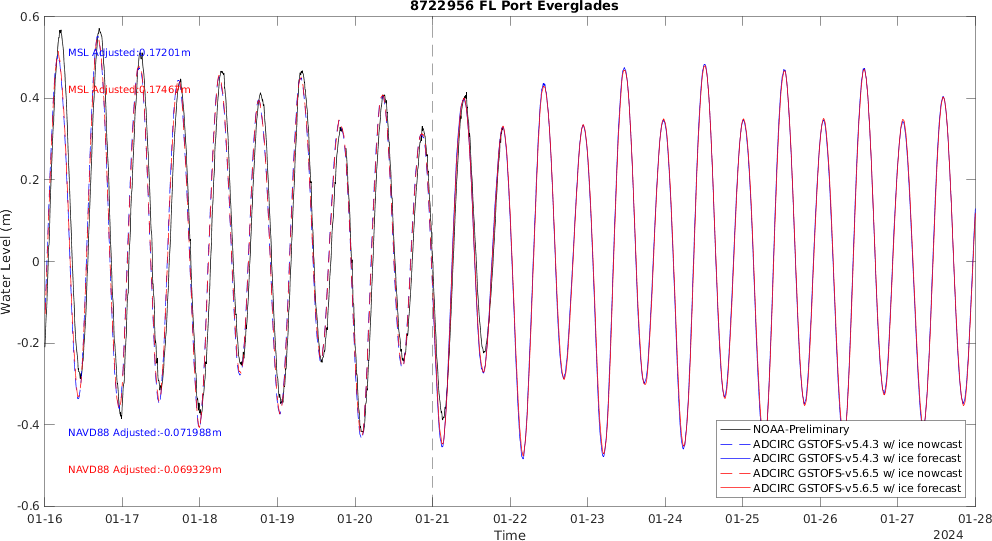 8722956 FL Port Everglades
0.6
0.4
0.2
0
-0.2
-0.4
-0.6
Water Level (m)
MSL Adjusted:0.17201m
MSL Adjusted:0.1746
NAVD88 Adjusted:-0.071988m
NAVD88 Adjusted:-0.069329m
NOAA-Preliminary
ADCIRC GSTOFS-v5.4.3 w/ ice nowcast
ADCIRC GSTOFS-v5.4.3 w/ ice forecast
ADCIRC GSTOFS-v5.6.5 w/ ice nowcast
ADCIRC GSTOFS-v5.6.5 w/ ice forecast
01-16 01-17 01-18 01-19 01-20 01-21 01-22 01-23 01-24 01-25 01-26 01-27 01-28
Time
2024